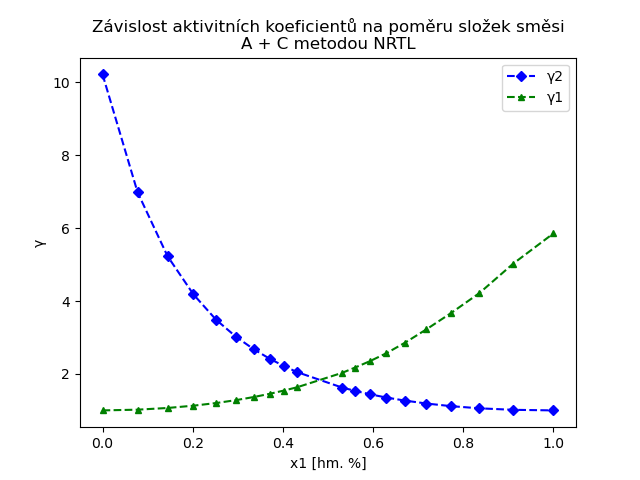 Závislost aktivitních koeficientů na poměru složek směsi
A + C metodou NRTL
γ2
γ1
10
8
6
4
2
γ
0.0 0.2 0.4 0.6 0.8 1.0
x1 [hm. %]